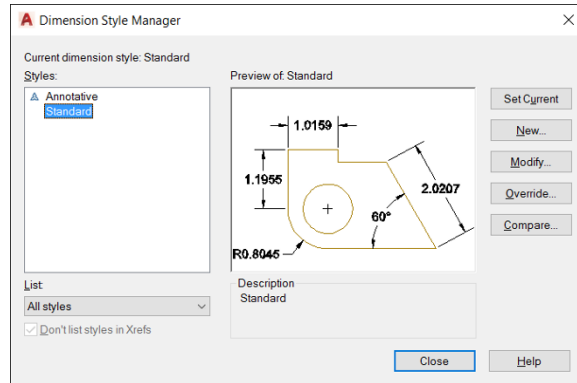 Dimension Style Manager
Current dimension style: Standard
Styles:
Annotative
Standard
Preview of: Standard
1.0159
1.1955
2.0207
60°
R0.8045
Set Current
New...
Modify...
Override...
Compare...
List:
All styles
Don't list styles in Xrefs
Description
Standard
Close
Help